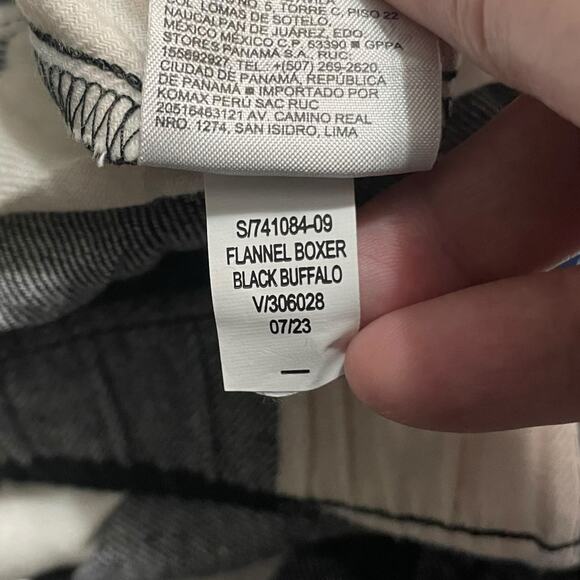 NO 5, TORRE C, PISO 22
COL. LOMAS DE SOTELO,
NAUCALPAN DE JUAREZ, EDO.
MÉXICO MÉXICO C.P. 53390 ■ GPPA
STORES PANAMÁ S.A., RUC
155692927, TEL. +(507) 269-2620,
CIUDAD DE PANAMÁ, REPÚBLICA
DE PANAMÁ ■ IMPORTADO POR
KOMAX PERÚ SAC RUC
20516463121 AV. CAMINO REAL
NRO. 1274, SAN ISIDRO, LIMA
S/741084-09
FLANNEL BOXER
BLACK BUFFALO
V/306028
07/23